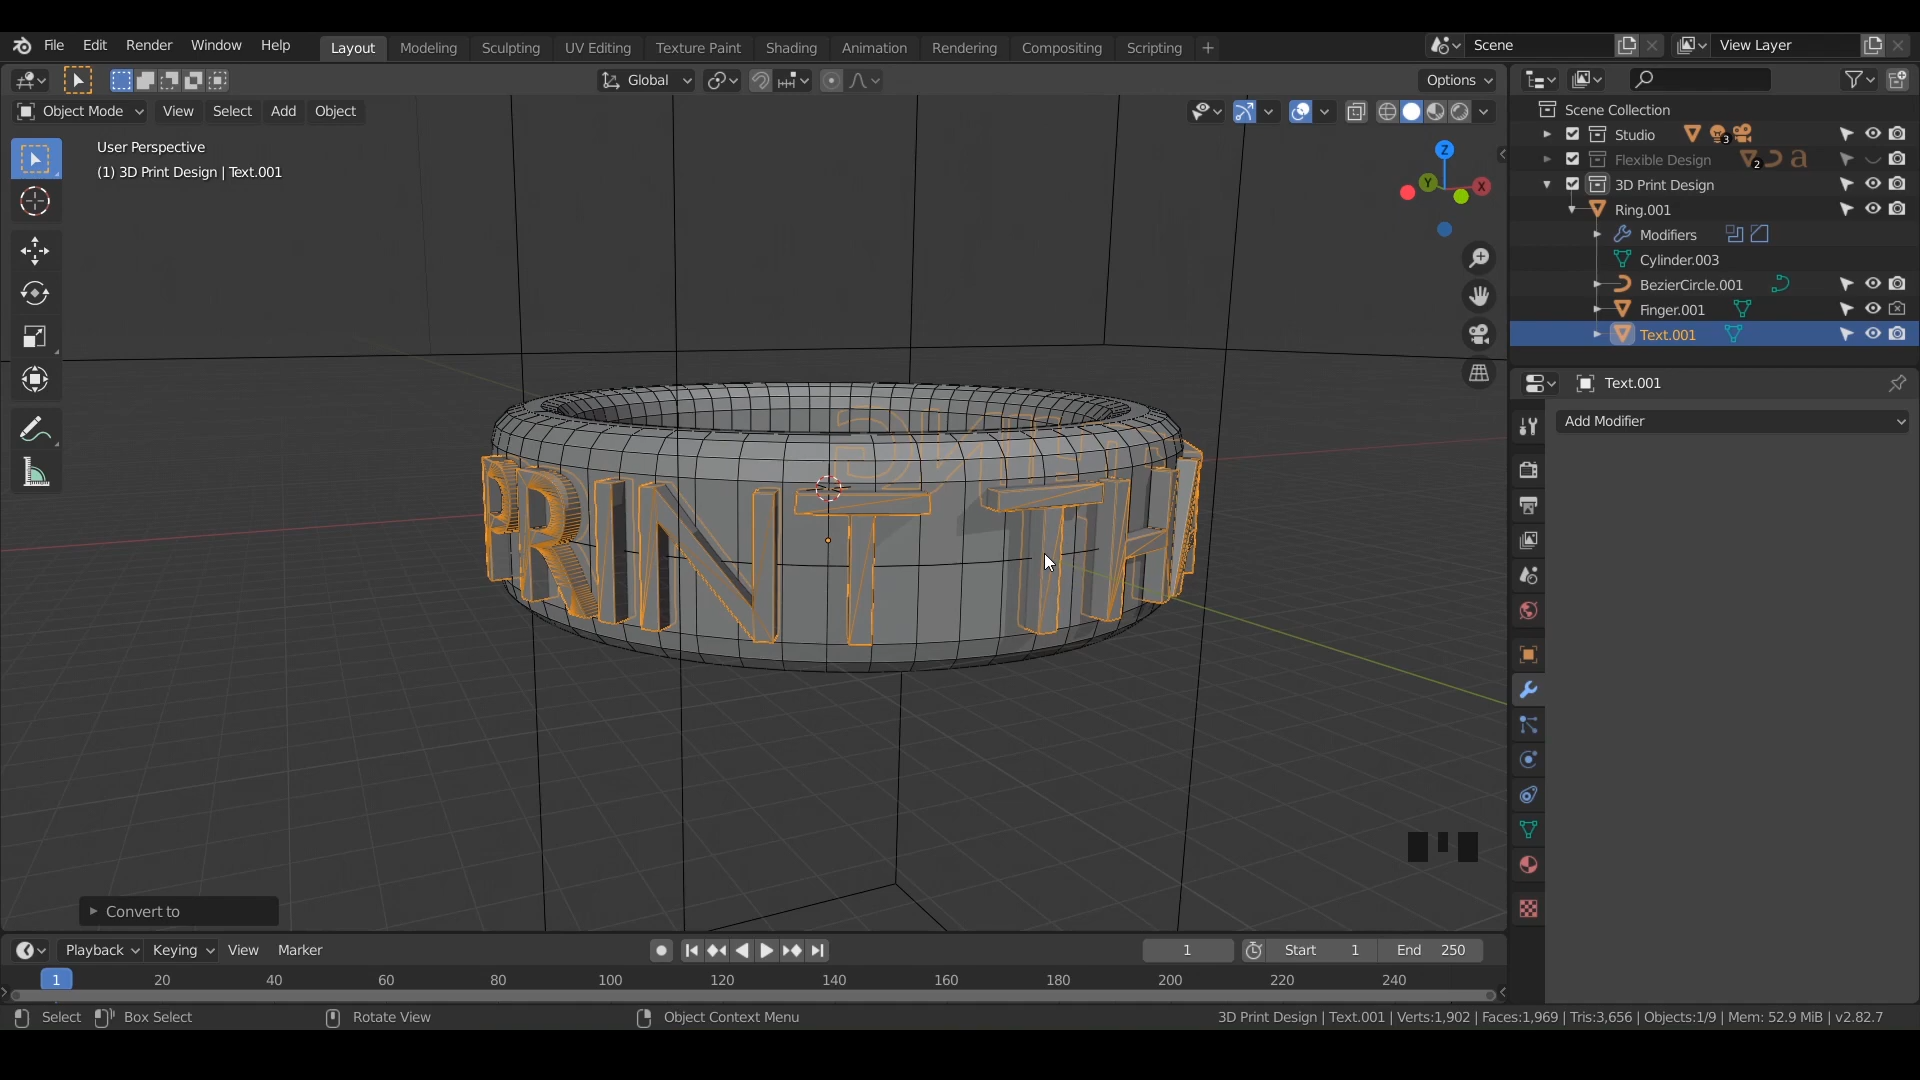 File Edit Render Window Help Layout Modeling Sculpting UV Editing Texture Paint Shading Animation Rendering Compositing Scripting + Scene View Layer
Global Options
Object Mode View Select Add Object
User Perspective
(1) 3D Print Design | Text.001
Z
Y
X
PRINT TH
Convert to
Scene Collection
Studio 3
Flexible Design 2 a
3D Print Design
Ring.001
Modifiers
Cylinder.003
BezierCircle.001
Finger.001
Text.001
Text.001
Add Modifier
Playback Keying View Marker 1 Start 1 End 250
1 20 40 60 80 100 120 140 160 180 200 220 240
Select Box Select Rotate View Object Context Menu 3D Print Design | Text.001 | Verts:1,902 | Faces:1,969 | Tris:3,656 | Objects:1/9 | Mem: 52.9 MiB | v2.82.7